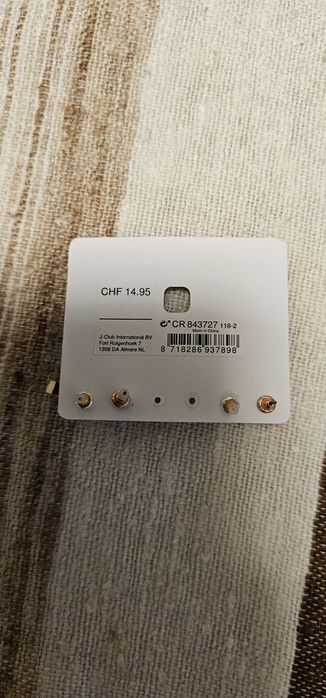 CHF 14.95
CR 843727 118-2
Made in China
J-Club International BV
Fort Ruigenhoek 7
1358 DA Almere NL
8 718286 937898